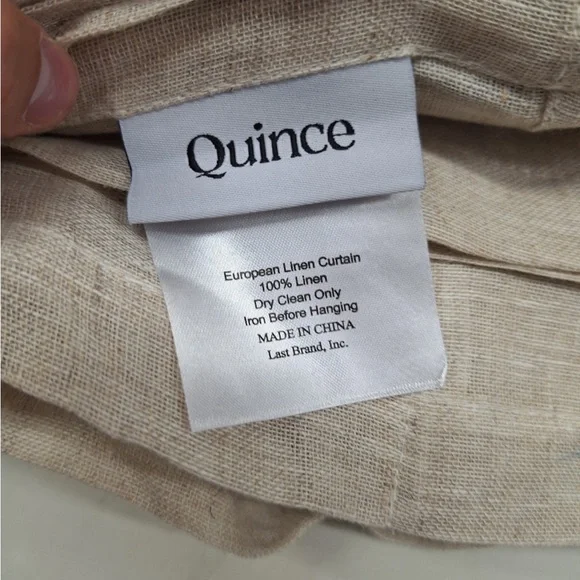 Quince
European Linen Curtain
100% Linen
Dry Clean Only
Iron Before Hanging
MADE IN CHINA
Last Brand, Inc.